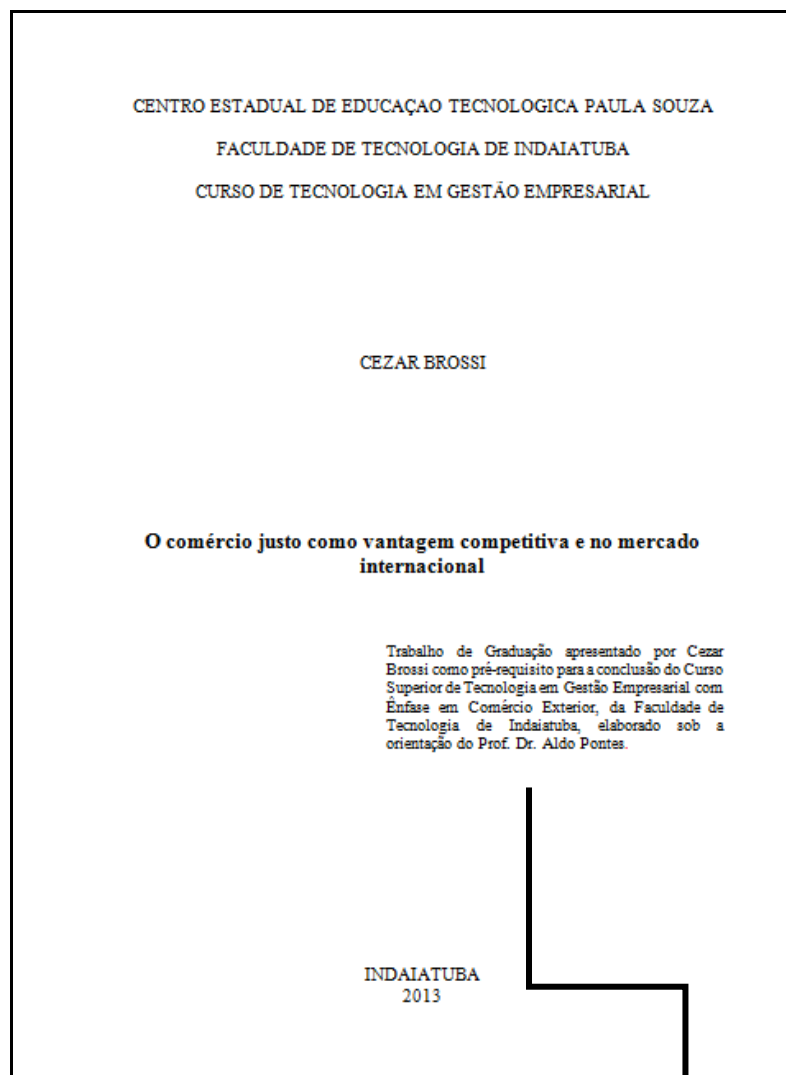 CENTRO ESTADUAL DE EDUCAÇAO TECNOLOGICA PAULA SOUZA
FACULDADE DE TECNOLOGIA DE INDAIATUBA
CURSO DE TECNOLOGIA EM GESTÃO EMPRESARIAL
CEZAR BROSSI
O comércio justo como vantagem competitiva e no mercado
internacional
Trabalho de Graduação apresentado por Cezar
Brossi como pré-requisito para a conclusão do Curso
Superior de Tecnologia em Gestão Empresarial com
Ênfase em Comércio Exterior, da Faculdade de
Tecnologia de Indaiatuba, elaborado sob a
orientação do Prof. Dr. Aldo Pontes.
INDAIATUBA
2013